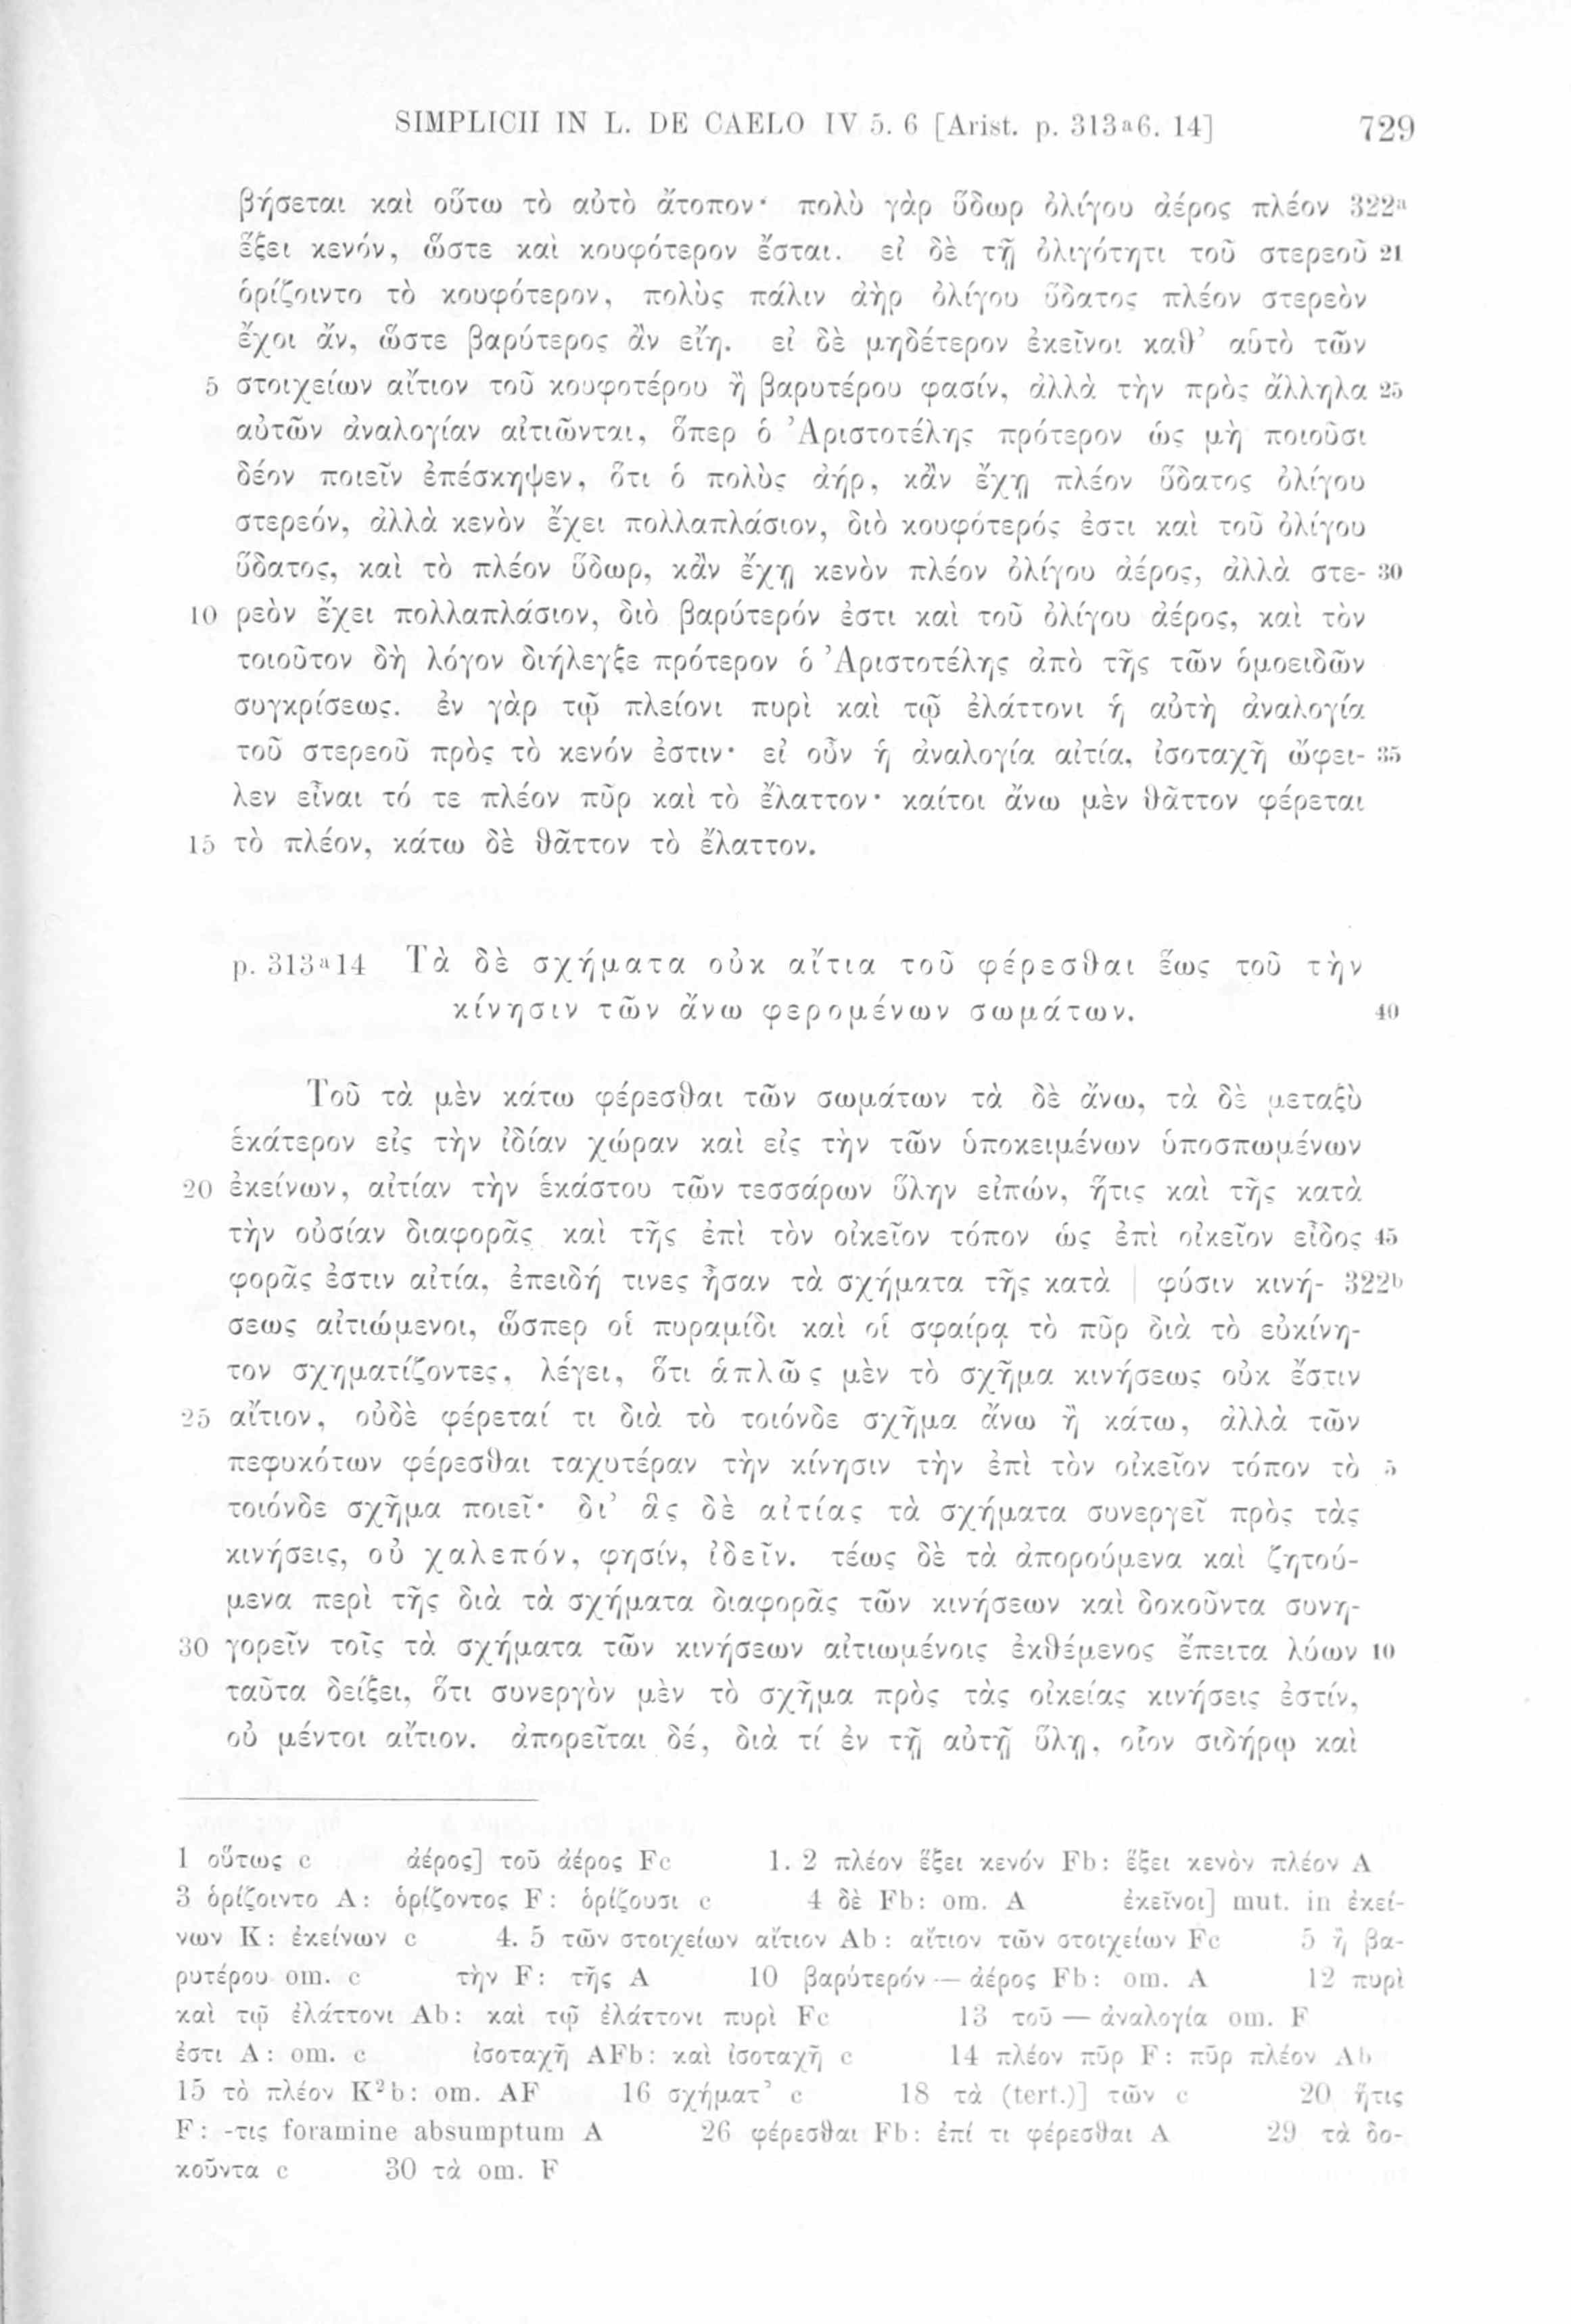 SIMPLICII IN L. DE CAELO IV 5. 6 [Arist. p. 313a6. 14] 729
βήσεται καὶ οὕτω τὸ αὐτὸ ἄτοπον· πολὺ γὰρ ὕδωρ ὀλίγου ἀέρος πλέον 322a
ἕξει κενόν, ὥστε καὶ κουφότερον ἔσται. εἰ δὲ τῇ ὀλιγότητι τοῦ στερεοῦ 21
ὁρίζοιντο τὸ κουφότερον, πολὺς πάλιν ἀὴρ ὀλίγου ὕδατος πλέον στερεὸν
ἔχοι ἄν, ὥστε βαρύτερος ἂν εἴη. εἰ δὲ μηδέτερον ἐκεῖνοι καθ’ αὑτὸ τῶν
5 στοιχείων αἴτιον τοῦ κουφοτέρου ἢ βαρυτέρου φασίν, ἀλλὰ τὴν πρὸς ἄλληλα 25
αὐτῶν ἀναλογίαν αἰτιῶνται, ὅπερ ὁ Ἀριστοτέλης πρότερον ὡς μὴ ποιοῦσι
δέον ποιεῖν ἐπέσκηψεν, ὅτι ὁ πολὺς ἀήρ, κἂν ἔχῃ πλέον ὕδατος ὀλίγου
στερεόν, ἀλλὰ κενὸν ἔχει πολλαπλάσιον, διὸ κουφότερός ἐστι καὶ τοῦ ὀλίγου
ὕδατος, καὶ τὸ πλέον ὕδωρ, κἂν ἔχῃ κενὸν πλέον ὀλίγου ἀέρος, ἀλλὰ στε- 30
10 ρεὸν ἔχει πολλαπλάσιον, διὸ βαρύτερόν ἐστι καὶ τοῦ ὀλίγου ἀέρος, καὶ τὸν
τοιοῦτον δὴ λόγον διήλεγξε πρότερον ὁ Ἀριστοτέλης ἀπὸ τῆς τῶν ὁμοειδῶν
συγκρίσεως. ἐν γὰρ τῷ πλείονι πυρὶ καὶ τῷ ἐλάττονι ἡ αὐτὴ ἀναλογία
τοῦ στερεοῦ πρὸς τὸ κενόν ἐστιν· εἰ οὖν ἡ ἀναλογία αἰτία, ἰσοταχῆ ὤφει- 35
λεν εἶναι τό τε πλέον πῦρ καὶ τὸ ἔλαττον· καίτοι ἄνω μὲν θᾶττον φέρεται
15 τὸ πλέον, κάτω δὲ θᾶττον τὸ ἔλαττον.
p. 313a14 Τὰ δὲ σχήματα οὐκ αἴτια τοῦ φέρεσθαι ἕως τοῦ τὴν
κίνησιν τῶν ἄνω φερομένων σωμάτων. 40
Τοῦ τὰ μὲν κάτω φέρεσθαι τῶν σωμάτων τὰ δὲ ἄνω, τὰ δὲ μεταξὺ
ἑκάτερον εἰς τὴν ἰδίαν χώραν καὶ εἰς τὴν τῶν ὑποκειμένων ὑποσπωμένων
20 ἐκείνων, αἰτίαν τὴν ἑκάστου τῶν τεσσάρων ὕλην εἰπών, ἥτις καὶ τῆς κατὰ
τὴν οὐσίαν διαφορᾶς καὶ τῆς ἐπὶ τὸν οἰκεῖον τόπον ὡς ἐπὶ οἰκεῖον εἶδος 45
φορᾶς ἐστιν αἰτία, ἐπειδή τινες ἦσαν τὰ σχήματα τῆς κατὰ | φύσιν κινή- 322b
σεως αἰτιώμενοι, ὥσπερ οἱ πυραμίδι καὶ οἱ σφαίρᾳ τὸ πῦρ διὰ τὸ εὐκίνη-
τον σχηματίζοντες, λέγει, ὅτι ἁπλῶς μὲν τὸ σχῆμα κινήσεως οὐκ ἔστιν
25 αἴτιον, οὐδὲ φέρεταί τι διὰ τὸ τοιόνδε σχῆμα ἄνω ἢ κάτω, ἀλλὰ τῶν
πεφυκότων φέρεσθαι ταχυτέραν τὴν κίνησιν τὴν ἐπὶ τὸν οἰκεῖον τόπον τὸ 5
τοιόνδε σχῆμα ποιεῖ· δι’ ἃς δὲ αἰτίας τὰ σχήματα συνεργεῖ πρὸς τὰς
κινήσεις, οὐ χαλεπόν, φησίν, ἰδεῖν. τέως δὲ τὰ ἀπορούμενα καὶ ζητού-
μενα περὶ τῆς διὰ τὰ σχήματα διαφορᾶς τῶν κινήσεων καὶ δοκοῦντα συνη-
30 γορεῖν τοῖς τὰ σχήματα τῶν κινήσεων αἰτιωμένοις ἐκθέμενος ἔπειτα λύων 10
ταῦτα δείξει, ὅτι συνεργὸν μὲν τὸ σχῆμα πρὸς τὰς οἰκείας κινήσεις ἐστίν,
οὐ μέντοι αἴτιον. ἀπορεῖται δέ, διὰ τί ἐν τῇ αὐτῇ ὕλῃ, οἷον σιδήρῳ καὶ
1 οὕτως c ἀέρος] τοῦ ἀέρος Fc 1. 2 πλέον ἕξει κενόν Fb: ἕξει κενὸν πλέον A
3 ὁρίζοιντο A: ὁρίζοντος F: ὁρίζουσι c 4 δὲ Fb: om. A ἐκεῖνοι] mut. in ἐκεί-
νων K: ἐκείνων c 4. 5 τῶν στοιχείων αἴτιον Ab: αἴτιον τῶν στοιχείων Fc 5 ἢ βα-
ρυτέρου om. c τὴν F: τῆς A 10 βαρύτερόν — ἀέρος Fb: om. A 12 πυρὶ
καὶ τῷ ἐλάττονι Ab: καὶ τῷ ἐλάττονι πυρὶ Fc 13 τοῦ — ἀναλογία om. F
ἐστι A: om. c ἰσοταχῆ AFb: καὶ ἰσοταχῆ c 14 πλέον πῦρ F: πῦρ πλέον Ab
15 τὸ πλέον K2b: om. AF 16 σχήματ’ c 18 τὰ (tert.)] τῶν c 20 ἥτις
F: -τις foramine absumptum A 26 φέρεσθαι Fb: ἐπί τι φέρεσθαι A 29 τὰ δο-
κοῦντα c 30 τὰ om. F